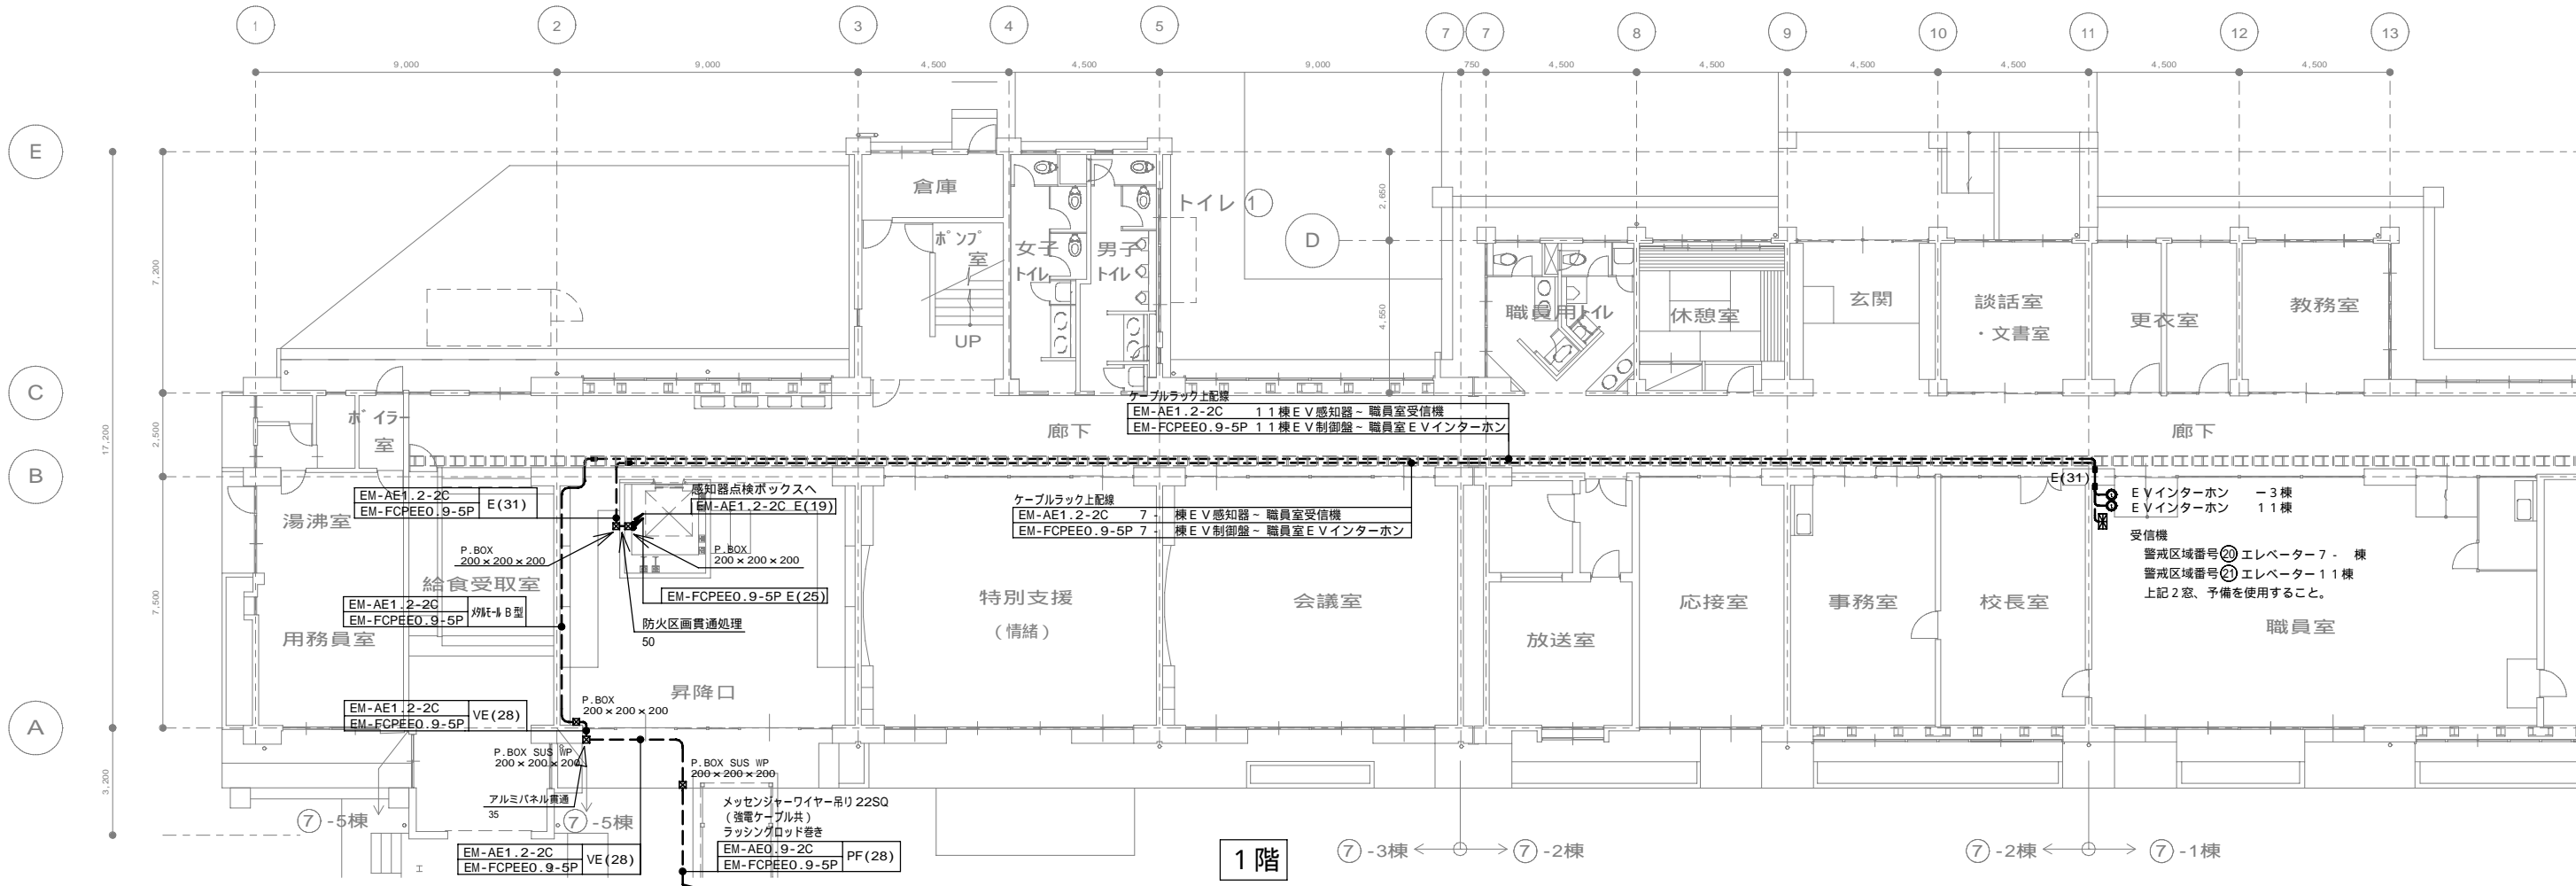 1
2
3
4
5
7
7
8
9
10
11
12
13
9,000
9,000
4,500
4,500
9,000
750
4,500
4,500
4,500
4,500
4,500
4,500
E
D
C
B
A
17,200
7,200
2,500
7,500
3,200
2,650
4,550
倉庫
ポンプ
室
UP
女子
トイレ
男子
トイレ
トイレ ①
職員用トイレ
休憩室
玄関
談話室
・文書室
更衣室
教務室
ボイラー
室
廊下
廊下
ケーブルラック上配線
EM-AE1.2-2C 11棟EV感知器~職員室受信機
EM-FCPEE0.9-5P 11棟EV制御盤~職員室EVインターホン
EM-AE1.2-2C
EM-FCPEE0.9-5P
E(31)
感知器点検ボックスへ
EM-AE1.2-2C E(19)
ケーブルラック上配線
EM-AE1.2-2C 7 - 棟EV感知器~職員室受信機
EM-FCPEE0.9-5P 7 - 棟EV制御盤~職員室EVインターホン
E(31)
EVインターホン -3棟
EVインターホン 11棟
受信機
警戒区域番号⑳エレベーター7 - 棟
警戒区域番号㉑エレベーター11棟
上記2窓、予備を使用すること。
湯沸室
P.BOX
200×200×200
P.BOX
200×200×200
給食受取室
EM-FCPEE0.9-5P E(25)
EM-AE1.2-2C
EM-FCPEE0.9-5P
メタルモール B型
防火区画貫通処理
50
用務員室
特別支援
(情緒)
会議室
放送室
応接室
事務室
校長室
職員室
昇降口
EM-AE1.2-2C
EM-FCPEE0.9-5P
VE(28)
P.BOX
200×200×200
P.BOX SUS WP
200×200×200
P.BOX SUS WP
200×200×200
アルミパネル貫通
35
メッセンジャーワイヤー吊り22SQ
(強電ケーブル共)
ラッシングロッド巻き
EM-AE0.9-2C
EM-FCPEE0.9-5P
PF(28)
EM-AE1.2-2C
EM-FCPEE0.9-5P
VE(28)
⑦-5棟
⑦-5棟
1階
⑦-3棟
⑦-2棟
⑦-2棟
⑦-1棟